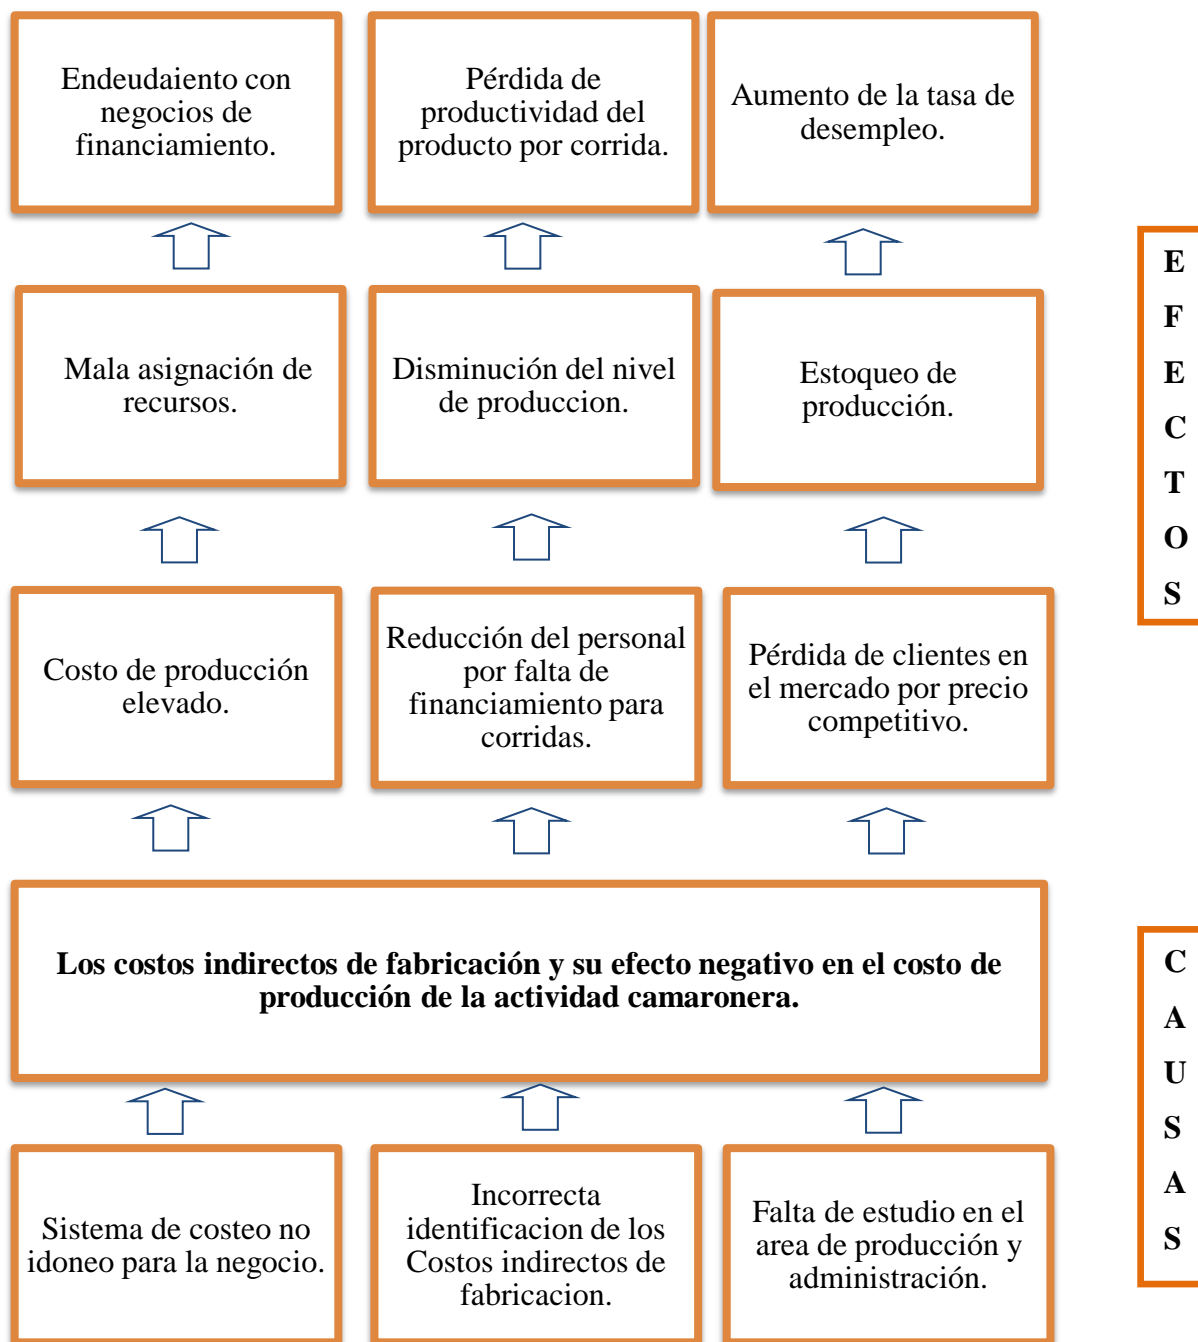 Endeudaiento con
negocios de
financiamiento.
Pérdida de
productividad del
producto por corrida.
Aumento de la tasa de
desempleo.
Mala asignación de
recursos.
Disminución del nivel
de produccion.
Estoqueo de
producción.
E
F
E
C
T
O
S
Costo de producción
elevado.
Reducción del personal
por falta de
financiamiento para
corridas.
Pérdida de clientes en
el mercado por precio
competitivo.
Los costos indirectos de fabricación y su efecto negativo en el costo de
producción de la actividad camaronera.
Sistema de costeo no
idoneo para la negocio.
Incorrecta
identificacion de los
Costos indirectos de
fabricacion.
Falta de estudio en el
area de producción y
administración.
C
A
U
S
A
S